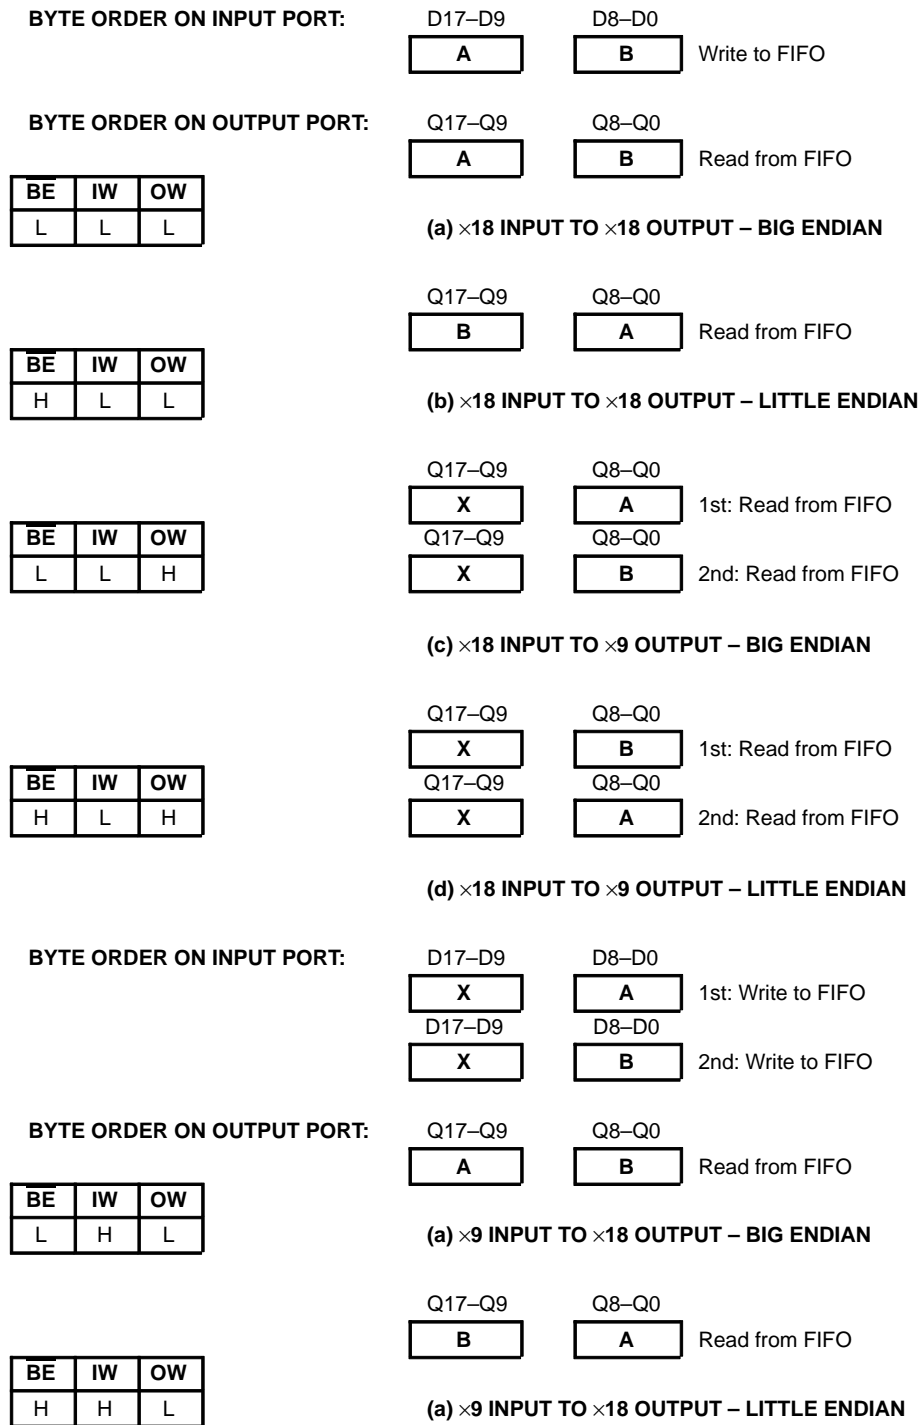 BYTE ORDER ON INPUT PORT: D17–D9 D8–D0
A B Write to FIFO
BYTE ORDER ON OUTPUT PORT: Q17–Q9 Q8–Q0
A B Read from FIFO
BE IW OW
L L L
(a) ×18 INPUT TO ×18 OUTPUT – BIG ENDIAN
Q17–Q9 Q8–Q0
B A Read from FIFO
BE IW OW
H L L
(b) ×18 INPUT TO ×18 OUTPUT – LITTLE ENDIAN
Q17–Q9 Q8–Q0
X A 1st: Read from FIFO
BE IW OW
Q17–Q9 Q8–Q0
L L H
X B 2nd: Read from FIFO
(c) ×18 INPUT TO ×9 OUTPUT – BIG ENDIAN
Q17–Q9 Q8–Q0
X B 1st: Read from FIFO
BE IW OW
Q17–Q9 Q8–Q0
H L H
X A 2nd: Read from FIFO
(d) ×18 INPUT TO ×9 OUTPUT – LITTLE ENDIAN
BYTE ORDER ON INPUT PORT: D17–D9 D8–D0
X A 1st: Write to FIFO
D17–D9 D8–D0
X B 2nd: Write to FIFO
BYTE ORDER ON OUTPUT PORT: Q17–Q9 Q8–Q0
A B Read from FIFO
BE IW OW
L H L
(a) ×9 INPUT TO ×18 OUTPUT – BIG ENDIAN
Q17–Q9 Q8–Q0
B A Read from FIFO
BE IW OW
H H L
(a) ×9 INPUT TO ×18 OUTPUT – LITTLE ENDIAN